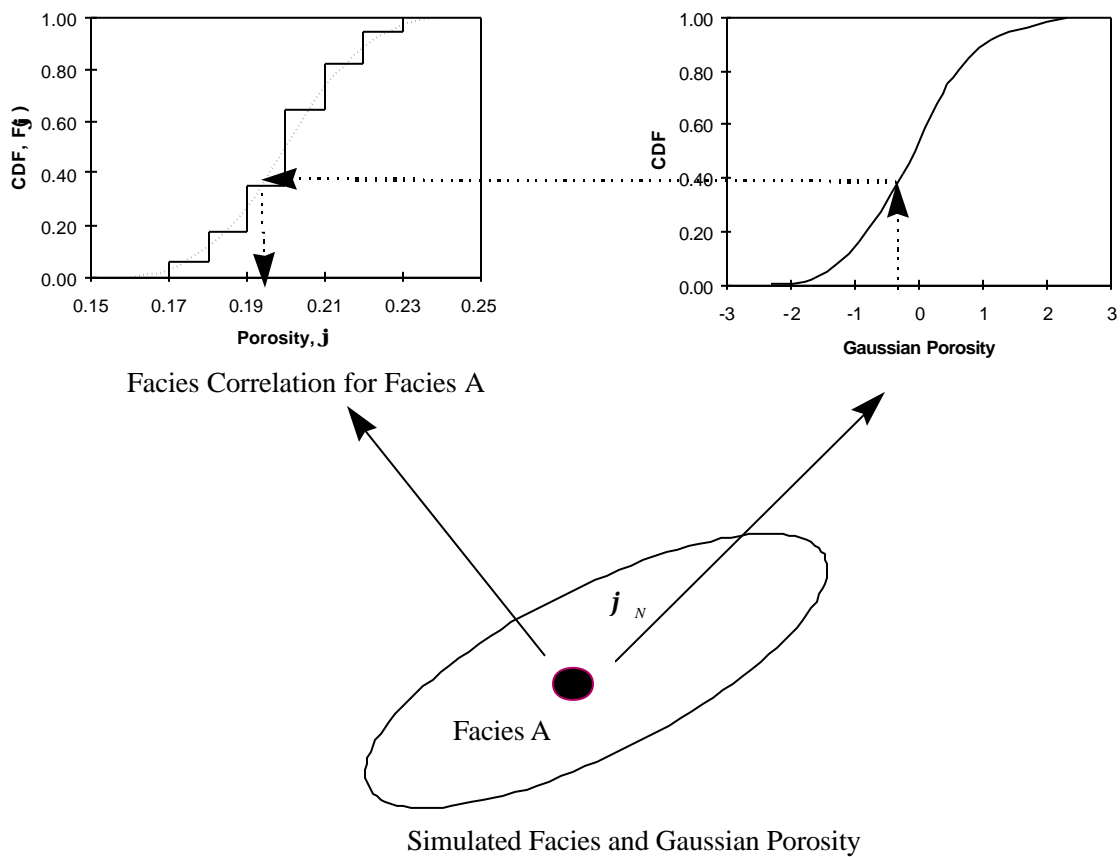 1.00
0.80
0.60
0.40
0.20
0.00
CDF, F(j)
0.15 0.17 0.19 0.21 0.23 0.25
Porosity, j
Facies Correlation for Facies A
1.00
0.80
0.60
0.40
0.20
0.00
CDF
-3 -2 -1 0 1 2 3
Gaussian Porosity
j N
Facies A
Simulated Facies and Gaussian Porosity